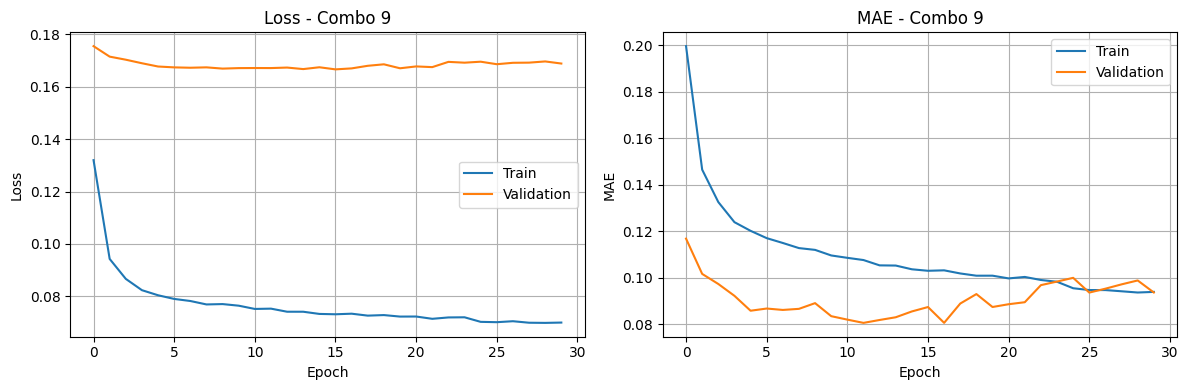 Loss - Combo 9
0.18
0.16
0.14
0.12
0.10
0.08
Loss
Train
Validation
0 5 10 15 20 25 30
Epoch
MAE - Combo 9
0.20
0.18
0.16
0.14
0.12
0.10
0.08
MAE
Train
Validation
0 5 10 15 20 25 30
Epoch